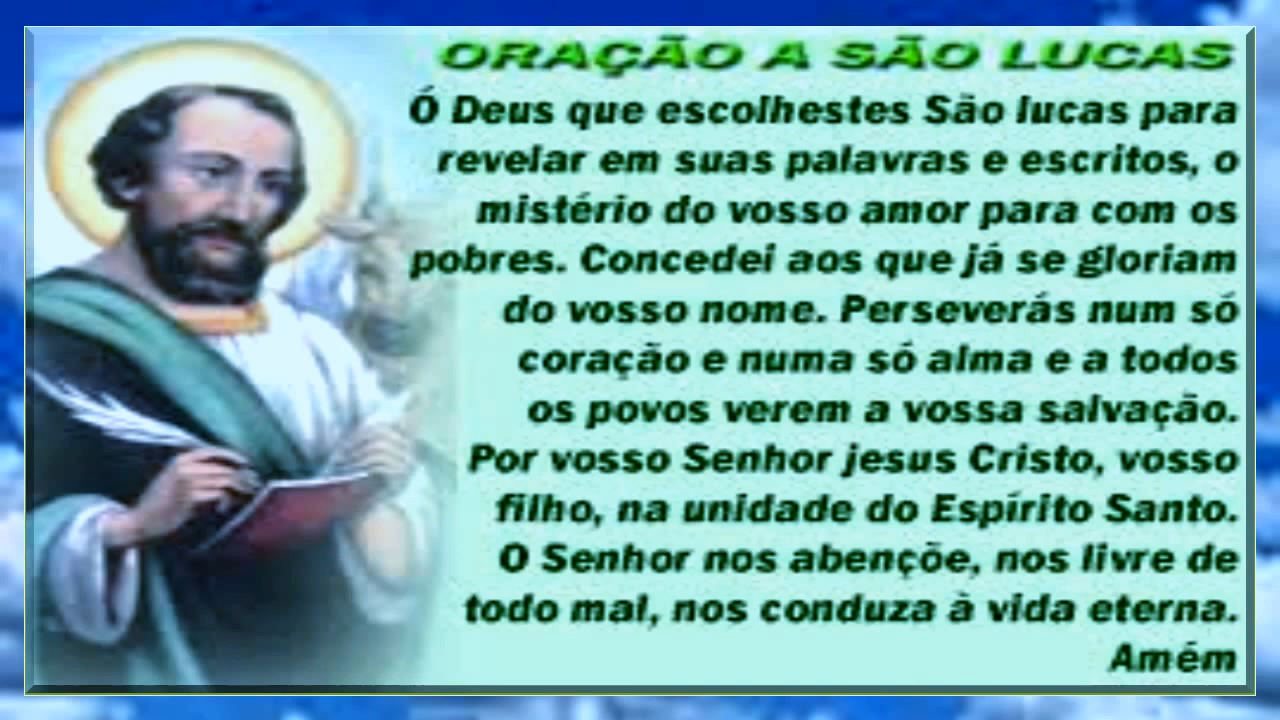 ORAÇÃO A SÃO LUCAS
Ó Deus que escolhestes São lucas para
revelar em suas palavras e escritos, o
mistério do vosso amor para com os
pobres. Concedei aos que já se gloriam
do vosso nome. Perseverás num só
coração e numa só alma e a todos
os povos verem a vossa salvação.
Por vosso Senhor jesus Cristo, vosso
filho, na unidade do Espírito Santo.
O Senhor nos abençõe, nos livre de
todo mal, nos conduza à vida eterna.
Amém